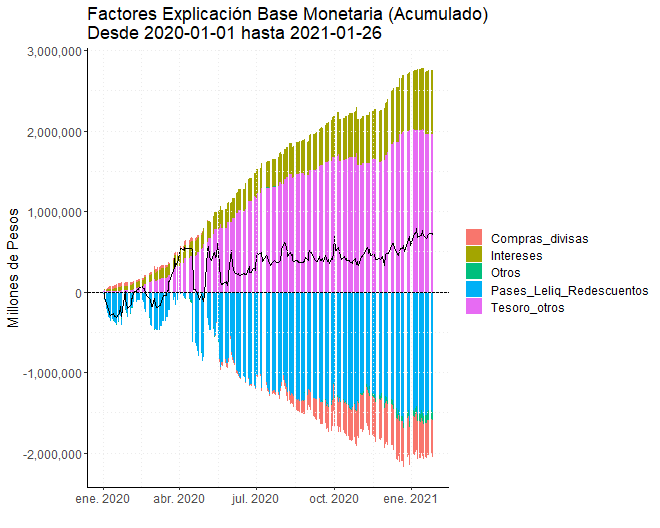 Factores Explicación Base Monetaria (Acumulado)
Desde 2020-01-01 hasta 2021-01-26
Millones de Pesos
3,000,000
2,000,000
1,000,000
0
-1,000,000
-2,000,000
ene. 2020
abr. 2020
jul. 2020
oct. 2020
ene. 2021
Compras_divisas
Intereses
Otros
Pases_Leliq_Redescuentos
Tesoro_otros